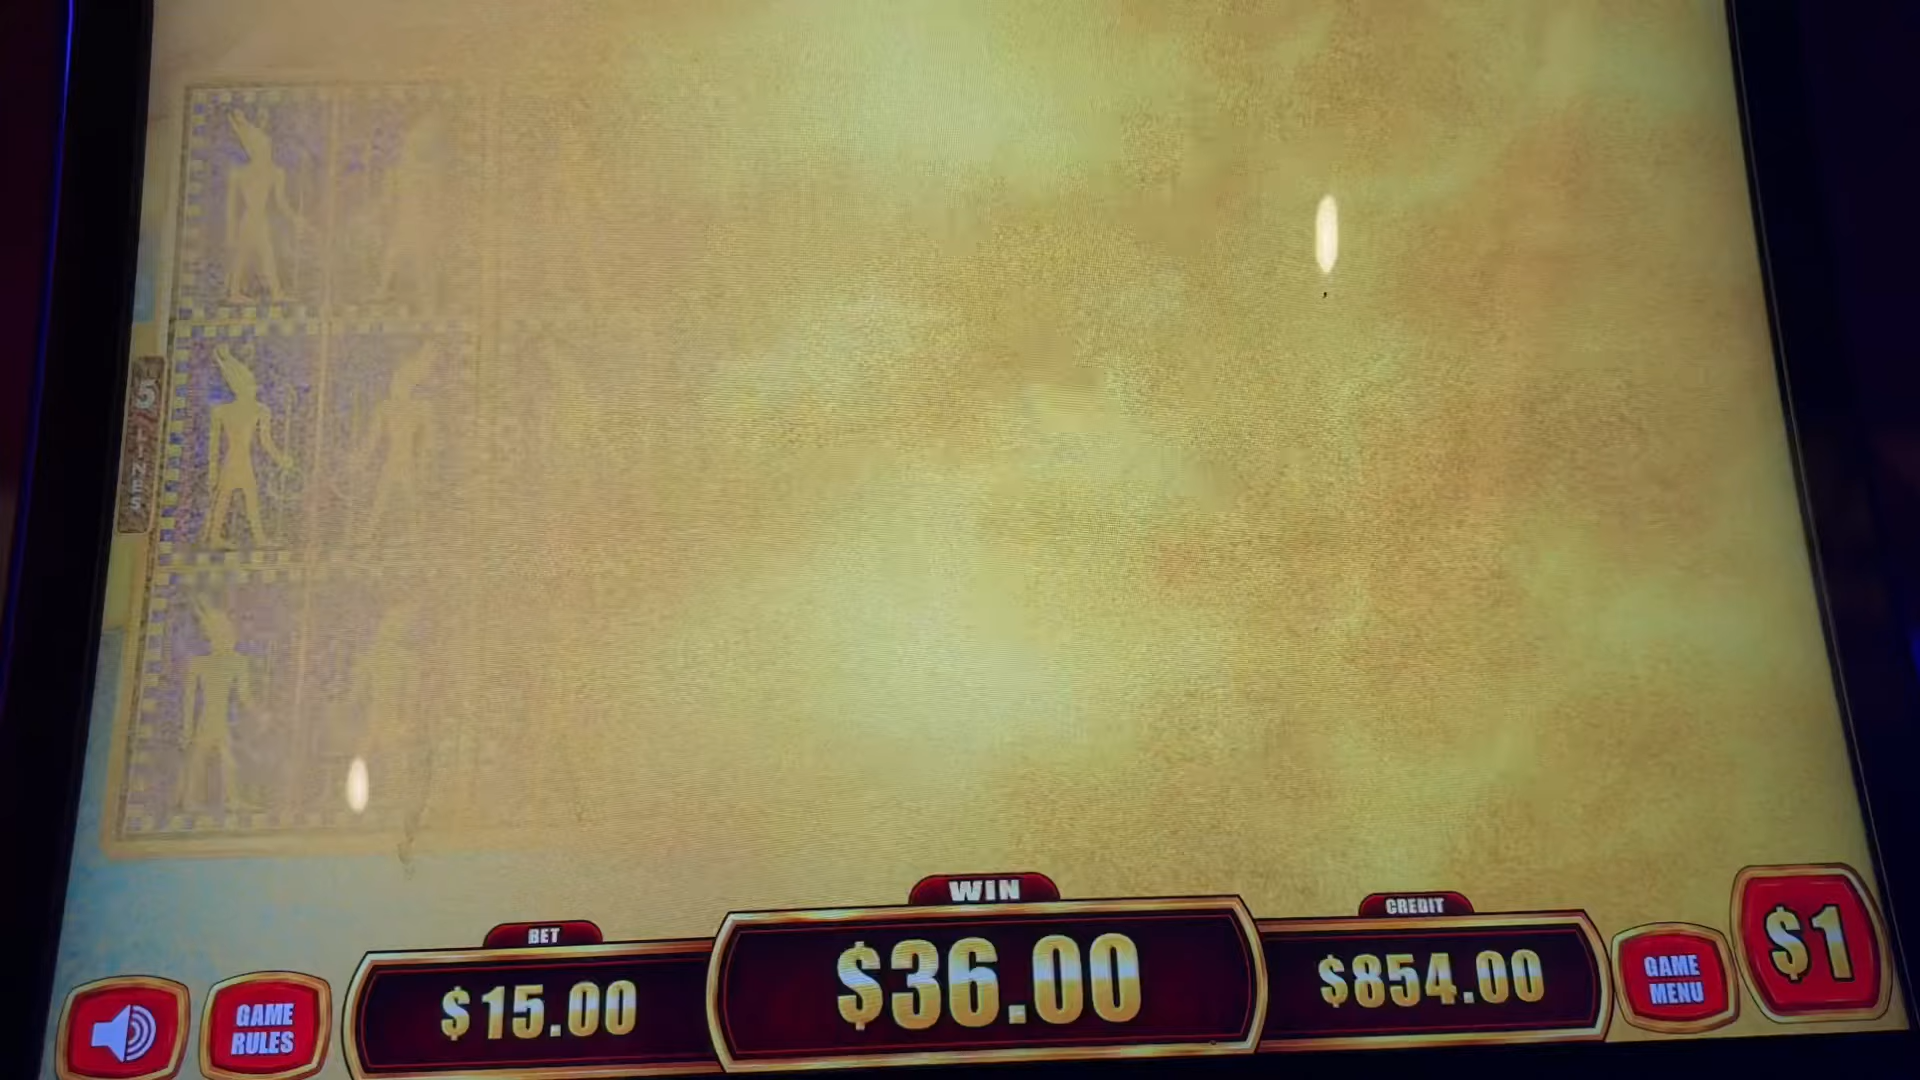 5
LINES
WIN
CREDIT
BET
$36.00
$854.00
$15.00
$1
GAME
MENU
GAME
RULES